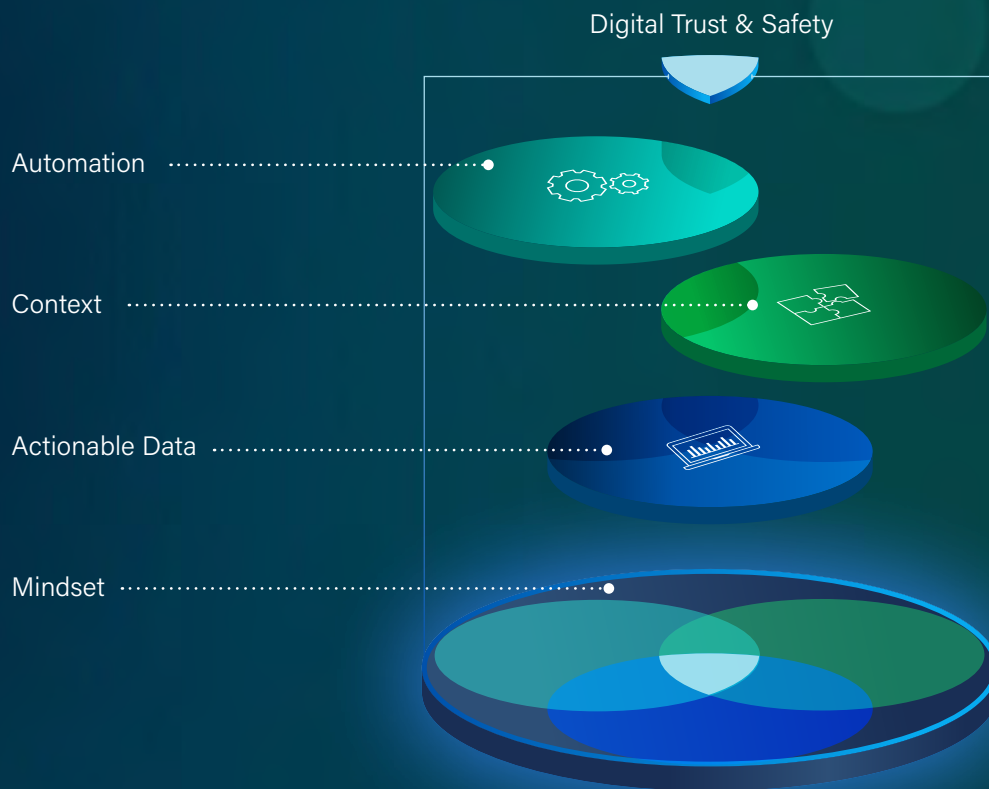 Digital Trust & Safety
Automation
Context
Actionable Data
Mindset